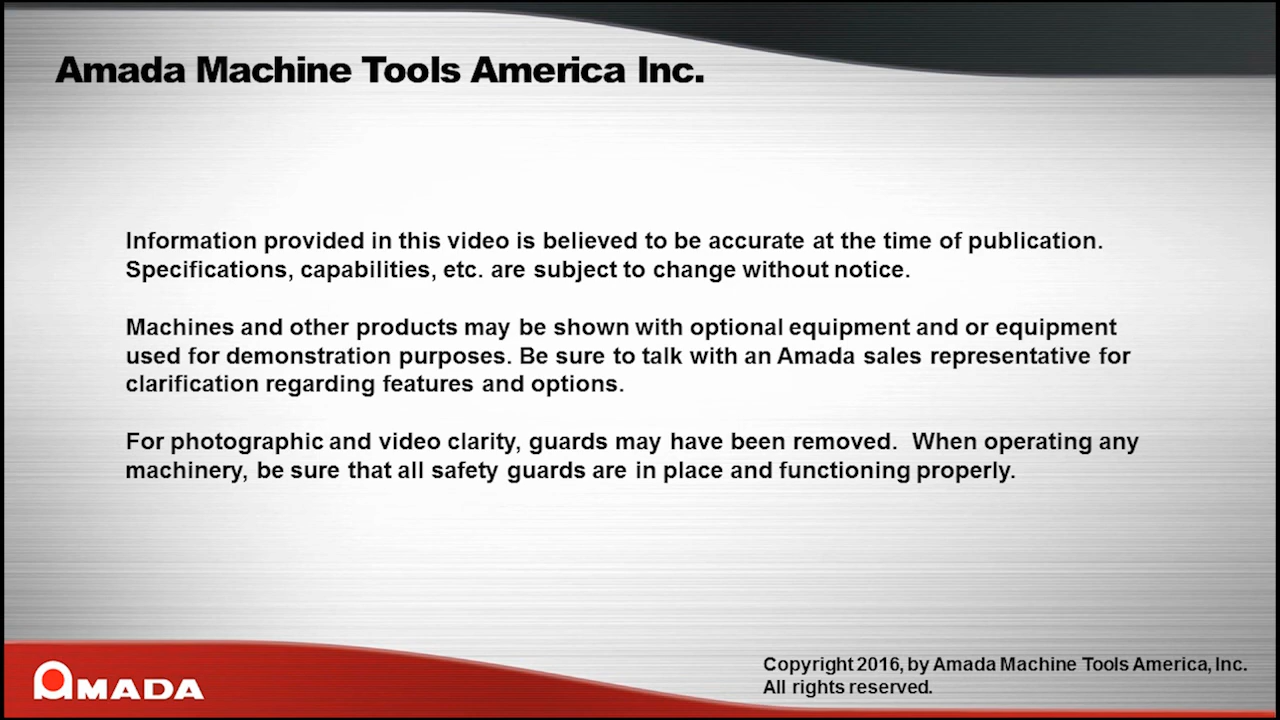 Amada Machine Tools America Inc.
Information provided in this video is believed to be accurate at the time of publication.
Specifications, capabilities, etc. are subject to change without notice.
Machines and other products may be shown with optional equipment and or equipment
used for demonstration purposes. Be sure to talk with an Amada sales representative for
clarification regarding features and options.
For photographic and video clarity, guards may have been removed.  When operating any
machinery, be sure that all safety guards are in place and functioning properly.
AMADA
Copyright 2016, by Amada Machine Tools America, Inc.
All rights reserved.